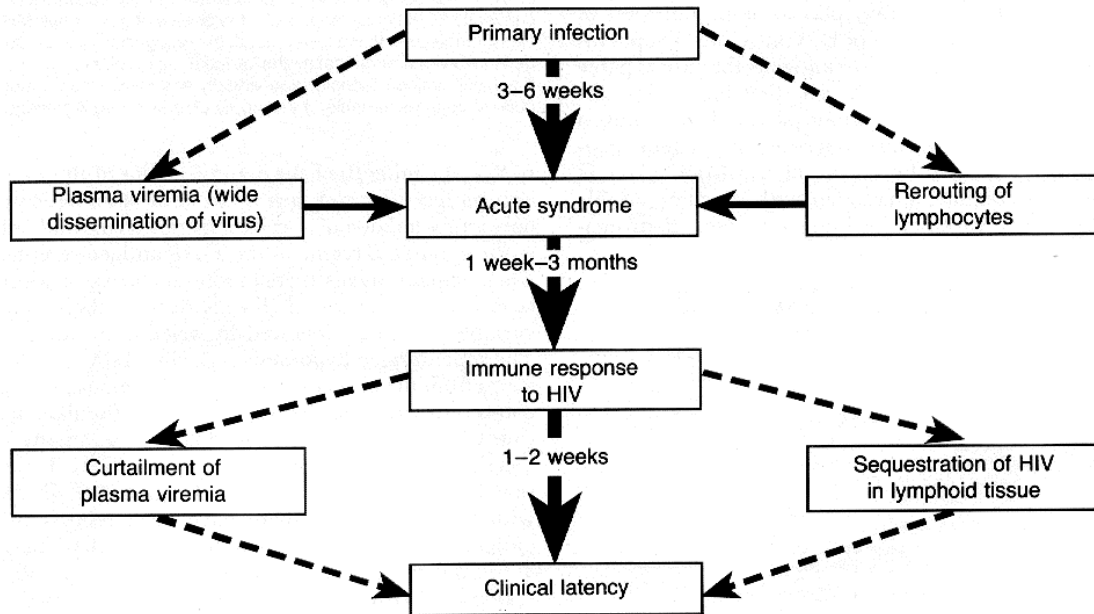 Primary infection
3–6 weeks
Plasma viremia (wide
dissemination of virus)
Acute syndrome
Rerouting of
lymphocytes
1 week–3 months
Immune response
to HIV
Curtailment of
plasma viremia
1–2 weeks
Sequestration of HIV
in lymphoid tissue
Clinical latency